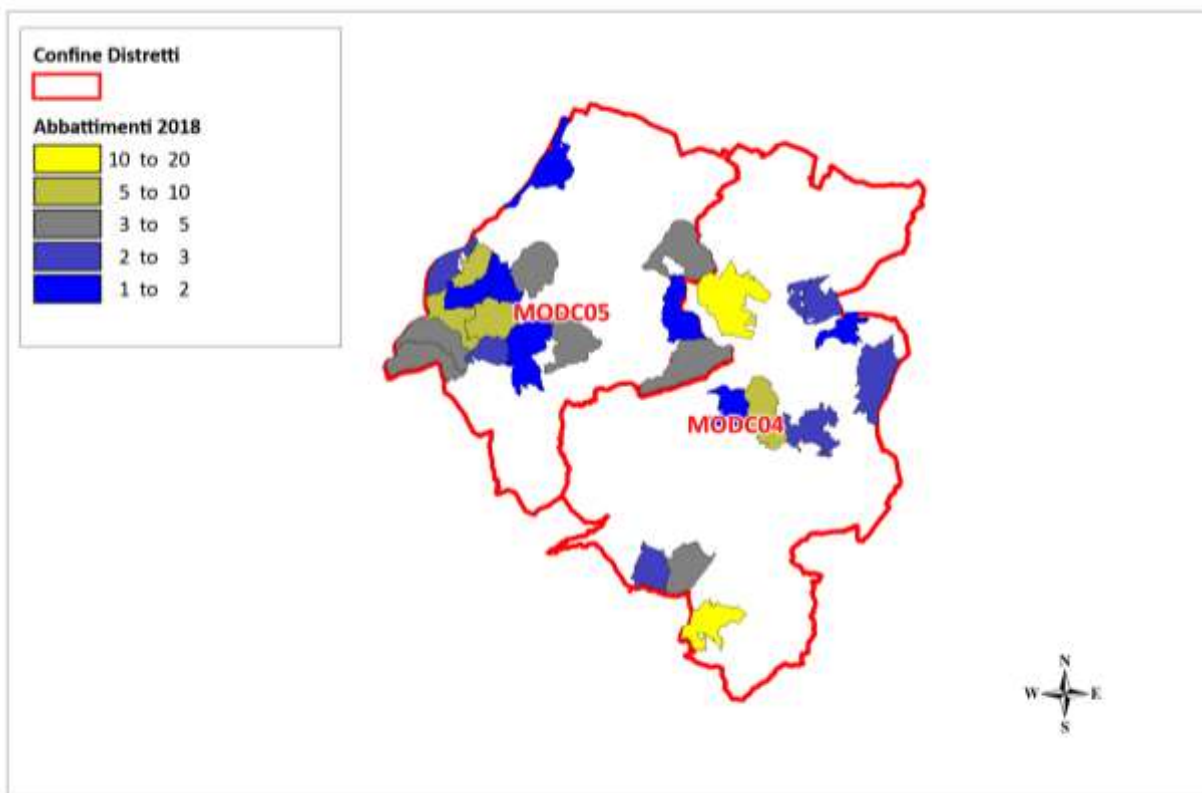 Confine Distretti
Abbattimenti 2018
10 to 20
5 to 10
3 to 5
2 to 3
1 to 2
MODC05
MODC04
N
W E
S